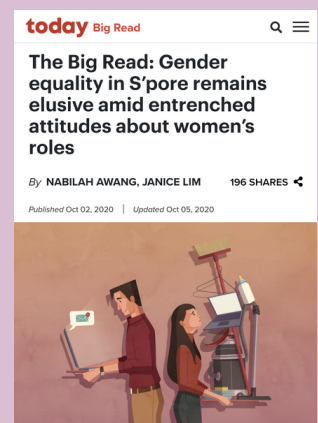 today Big Read
The Big Read: Gender
equality in S’pore remains
elusive amid entrenched
attitudes about women’s
roles
By NABILAH AWANG, JANICE LIM 196 SHARES
Published Oct 02, 2020 | Updated Oct 05, 2020